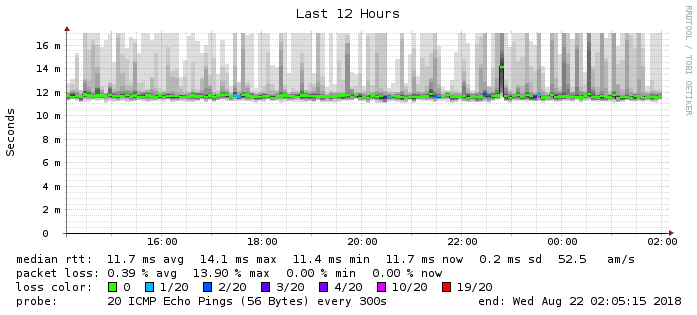 Last 12 Hours
RRDTOOL / TOBI OETIKER
Seconds
16 m
14 m
12 m
10 m
8 m
6 m
4 m
2 m
0
16:00 18:00 20:00 22:00 00:00 02:00
median rtt: 11.7 ms avg 14.1 ms max 11.4 ms min 11.7 ms now 0.2 ms sd 52.5 am/s
packet loss: 0.39 % avg 13.90 % max 0.00 % min 0.00 % now
loss color: 0 1/20 2/20 3/20 4/20 10/20 19/20
probe: 20 ICMP Echo Pings (56 Bytes) every 300s end: Wed Aug 22 02:05:15 2018